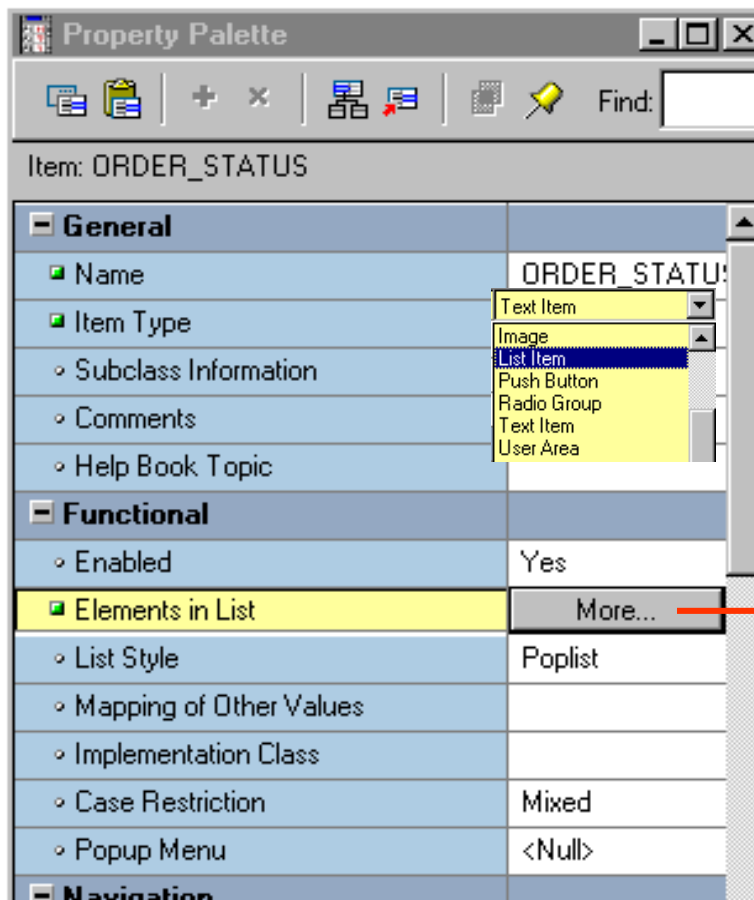 Property Palette
Find:
Item: ORDER_STATUS
General
Name ORDER_STATU
Item Type Text Item
Image
List Item
Subclass Information Push Button
Radio Group
Comments Text Item
User Area
Help Book Topic
Functional
Enabled Yes
Elements in List More...
List Style Poplist
Mapping of Other Values
Implementation Class
Case Restriction Mixed
Popup Menu <Null>
Navigation